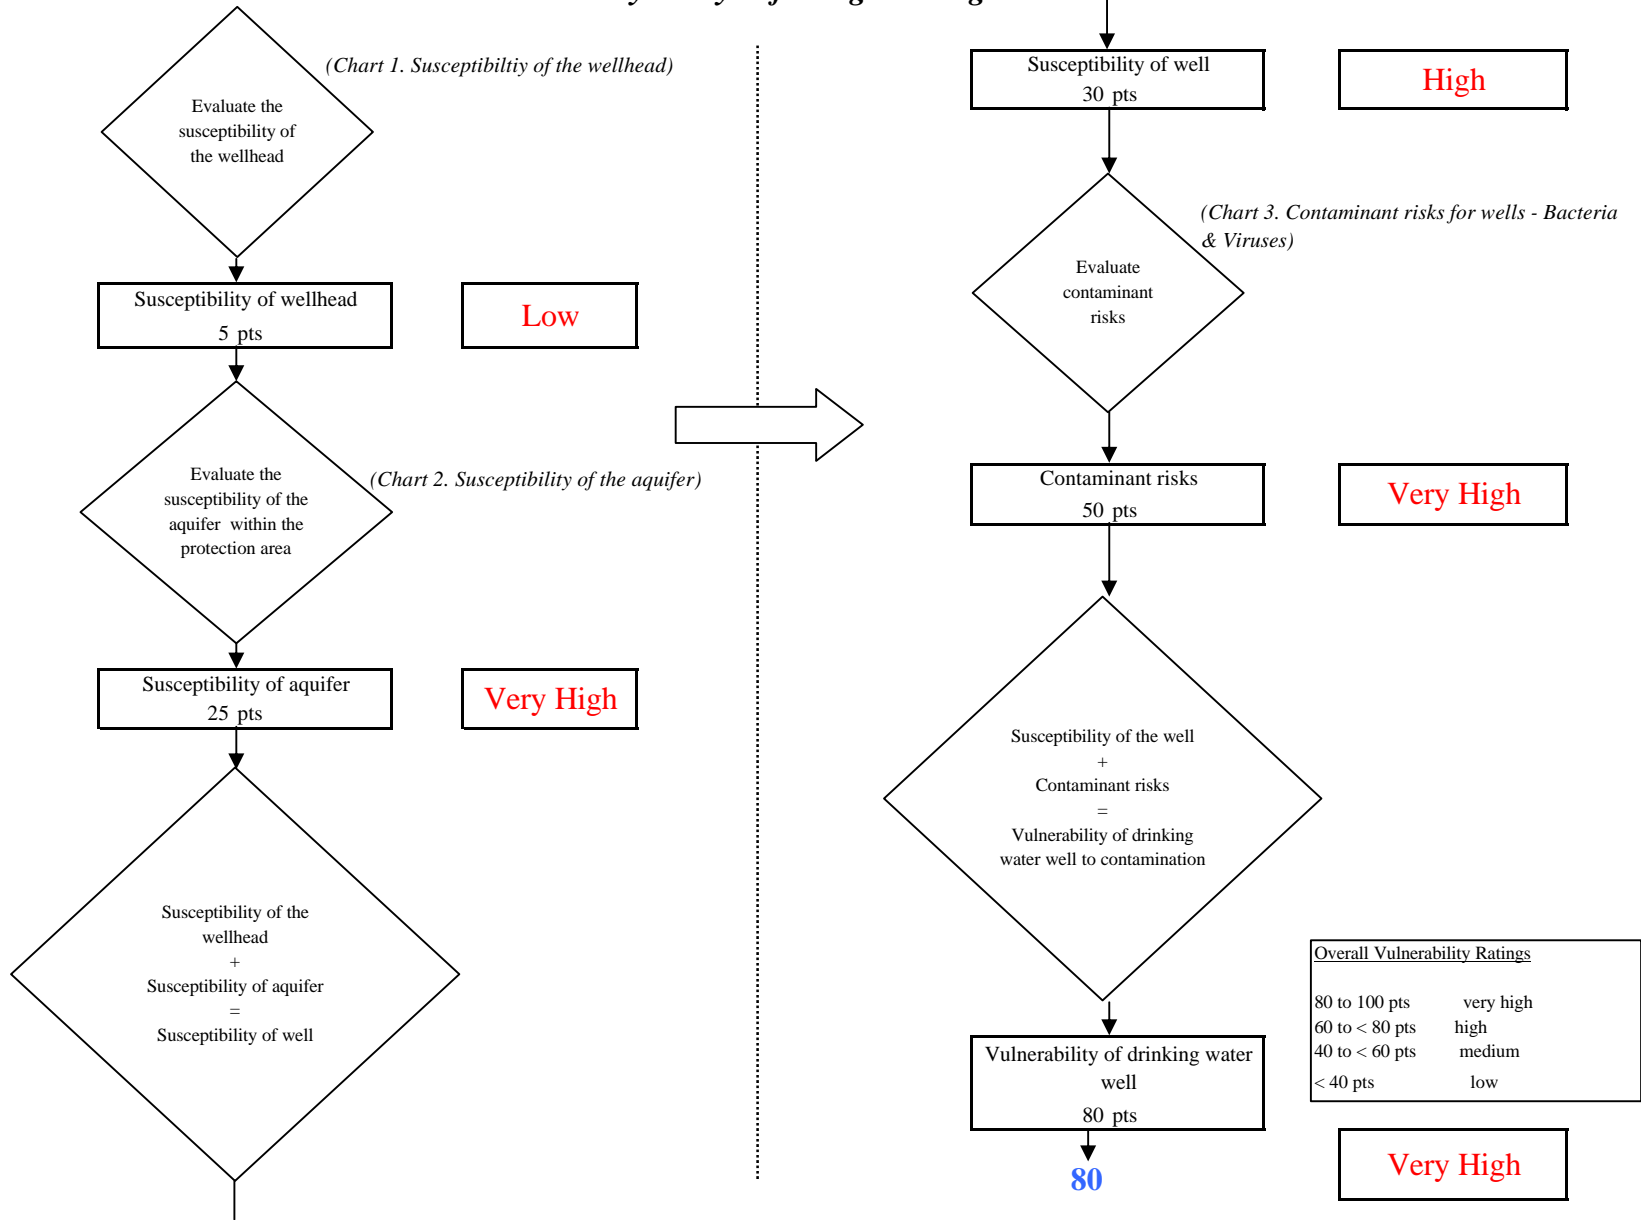 Evaluate the
susceptibility of
the wellhead
(Chart 1. Susceptibiltiy of the wellhead)
Susceptibility of wellhead
5 pts
Low
Evaluate the
susceptibility of the
aquifer within the
protection area
(Chart 2. Susceptibility of the aquifer)
Susceptibility of aquifer
25 pts
Very High
Susceptibility of the
wellhead
+
Susceptibility of aquifer
=
Susceptibility of well
Susceptibility of well
30 pts
High
Evaluate
contaminant
risks
(Chart 3. Contaminant risks for wells - Bacteria
& Viruses)
Contaminant risks
50 pts
Very High
Susceptibility of the well
+
Contaminant risks
=
Vulnerability of drinking
water well to contamination
Overall Vulnerability Ratings
80 to 100 pts very high
60 to < 80 pts high
40 to < 60 pts medium
< 40 pts low
Vulnerability of drinking water
well
80 pts
80
Very High